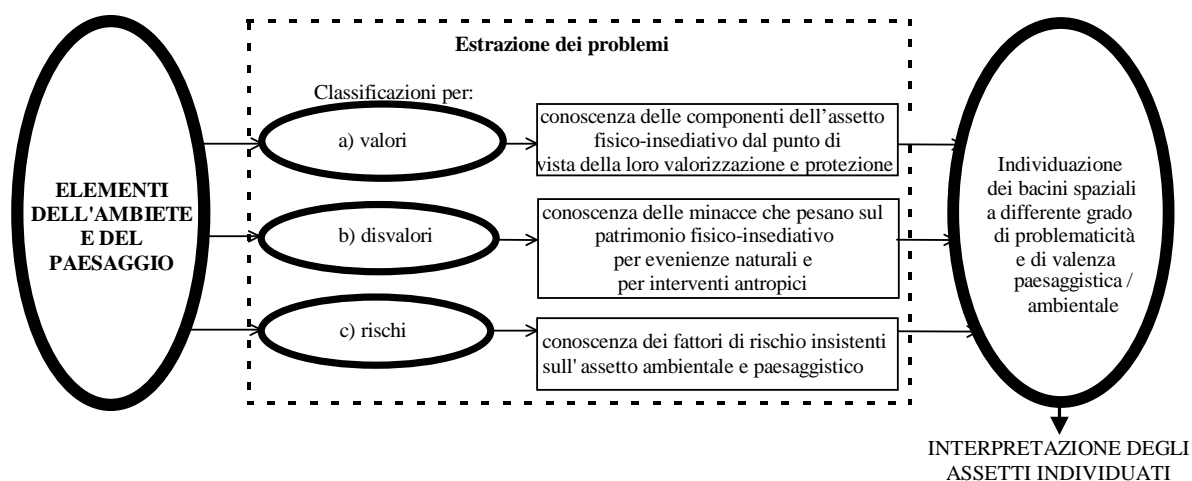 Estrazione dei problemi
Classificazioni per:
ELEMENTI
DELL'AMBIETE
E DEL
PAESAGGIO
a) valori
conoscenza delle componenti dell'assetto
fisico-insediativo dal punto di
vista della loro valorizzazione e protezione
b) disvalori
conoscenza delle minacce che pesano sul
patrimonio fisico-insediativo
per evenienze naturali e
per interventi antropici
c) rischi
conoscenza dei fattori di rischio insistenti
sull' assetto ambientale e paesaggistico
Individuazione
dei bacini spaziali
a differente grado
di problematicità
e di valenza
paesaggistica /
ambientale
INTERPRETAZIONE DEGLI
ASSETTI INDIVIDUATI